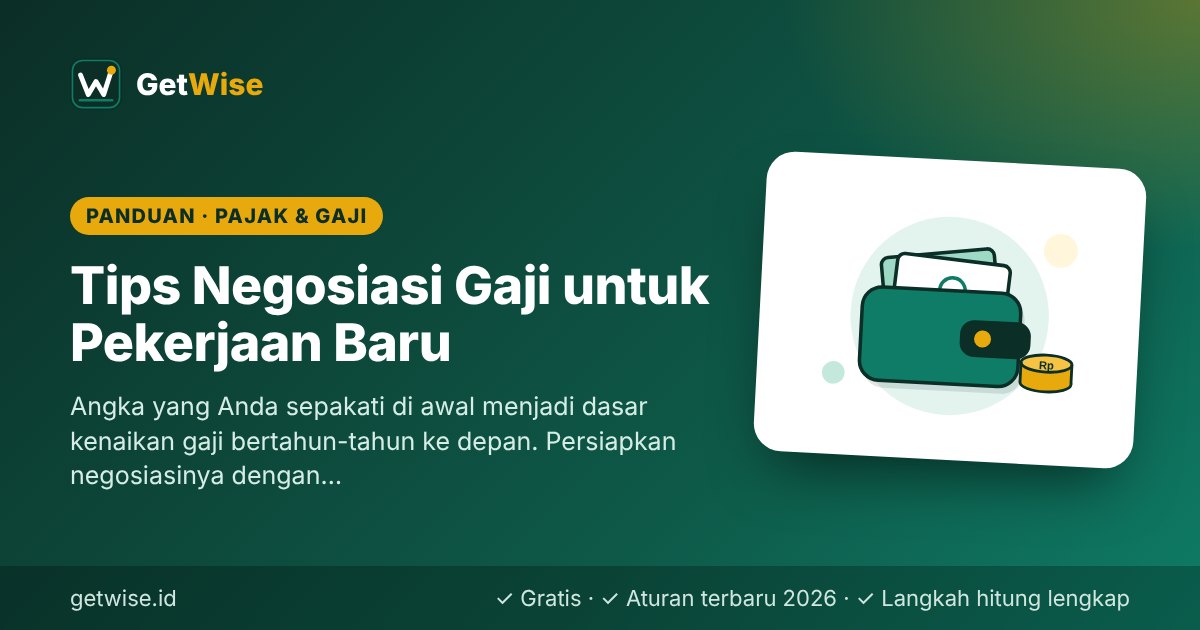 GetWise
PANDUAN · PAJAK & GAJI
Tips Negosiasi Gaji untuk
Pekerjaan Baru
Angka yang Anda sepakati di awal menjadi dasar
kenaikan gaji bertahun-tahun ke depan. Persiapkan
negosiasinya dengan...
Rp
getwise.id
✓ Gratis · ✓ Aturan terbaru 2026 · ✓ Langkah hitung lengkap